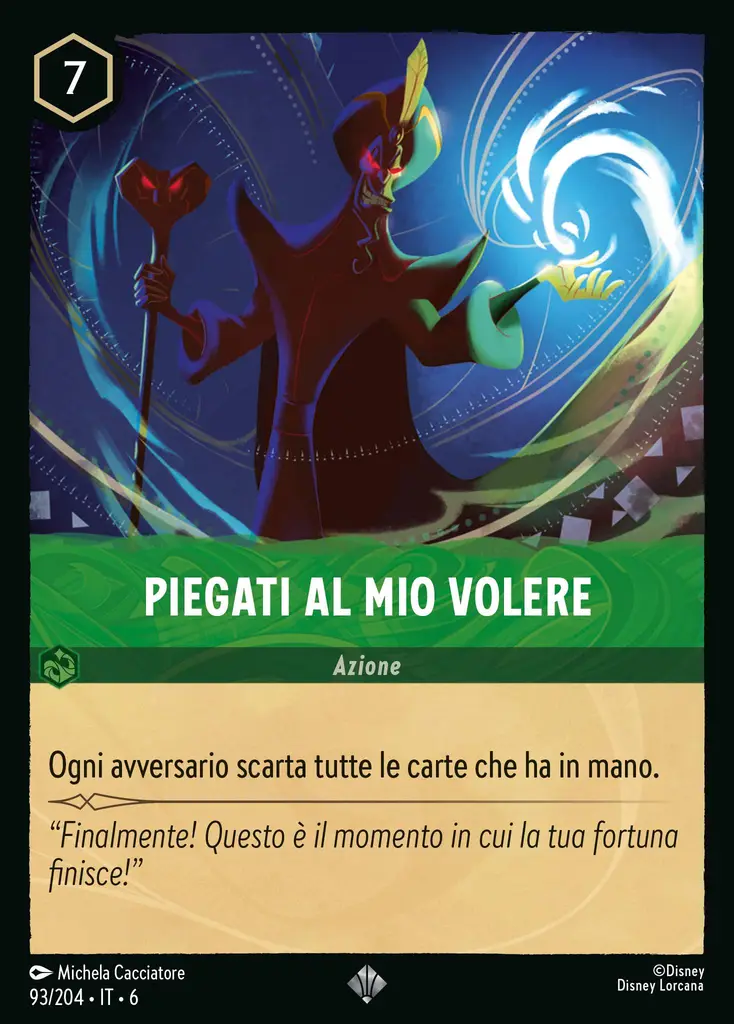 7
PIEGATI AL MIO VOLERE
Azione
Ogni avversario scarta tutte le carte che ha in mano.
“Finalmente! Questo è il momento in cui la tua fortuna
finisce!”
Michela Cacciatore
©Disney
93/204 • IT • 6
Disney Lorcana